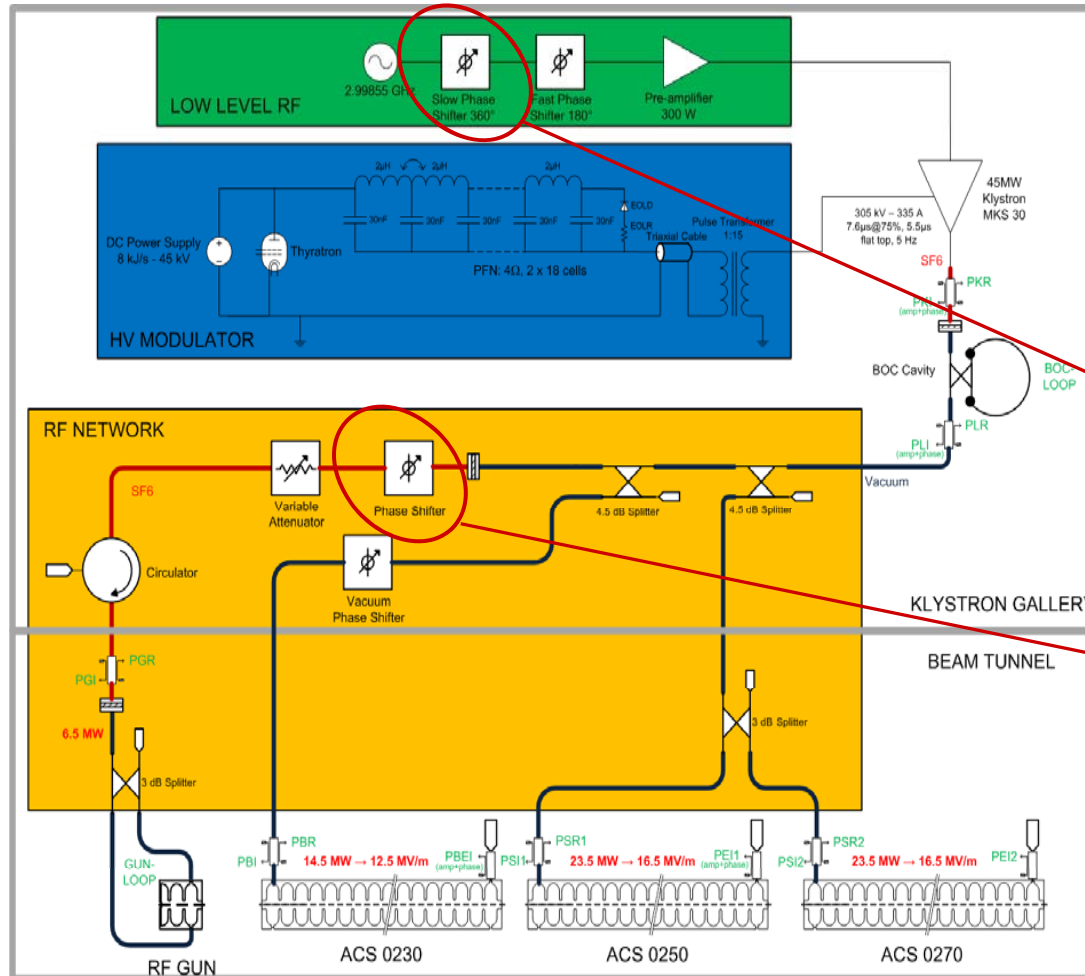 2.99855 GHz
Slow Phase
Shifter 360°
Fast Phase
Shifter 180°
Pre-amplifier
300 W
LOW LEVEL RF
2µH
2µH
2µH
30nF
30nF
30nF
30nF
30nF
EOLD
EOLR
DC Power Supply
8 kJ/s - 45 kV
Thyratron
Triaxial Cable
Pulse Transformer
1:15
PFN: 4Ω, 2 x 18 cells
HV MODULATOR
45MW
Klystron
MKS 30
305 kV – 335 A
7.6µs@75%, 5.5µs
flat top, 5 Hz
SF6
PKR
PKI
(amp+phase)
BOC Cavity
BOC-
LOOP
PLR
PLI
(amp+phase)
Vacuum
RF NETWORK
SF6
Variable
Attenuator
Phase Shifter
4.5 dB Splitter
4.5 dB Splitter
Circulator
Vacuum
Phase Shifter
KLYSTRON GALLERY
BEAM TUNNEL
PGR
PGI
6.5 MW
3 dB Splitter
3 dB Splitter
GUN-
LOOP
RF GUN
PBR
PBI
14.5 MW → 12.5 MV/m
PBEI
(amp+phase)
ACS 0230
PSR1
PSI1
23.5 MW → 16.5 MV/m
PEI1
(amp+phase)
ACS 0250
PSR2
PSI2
23.5 MW → 16.5 MV/m
PEI2
ACS 0270